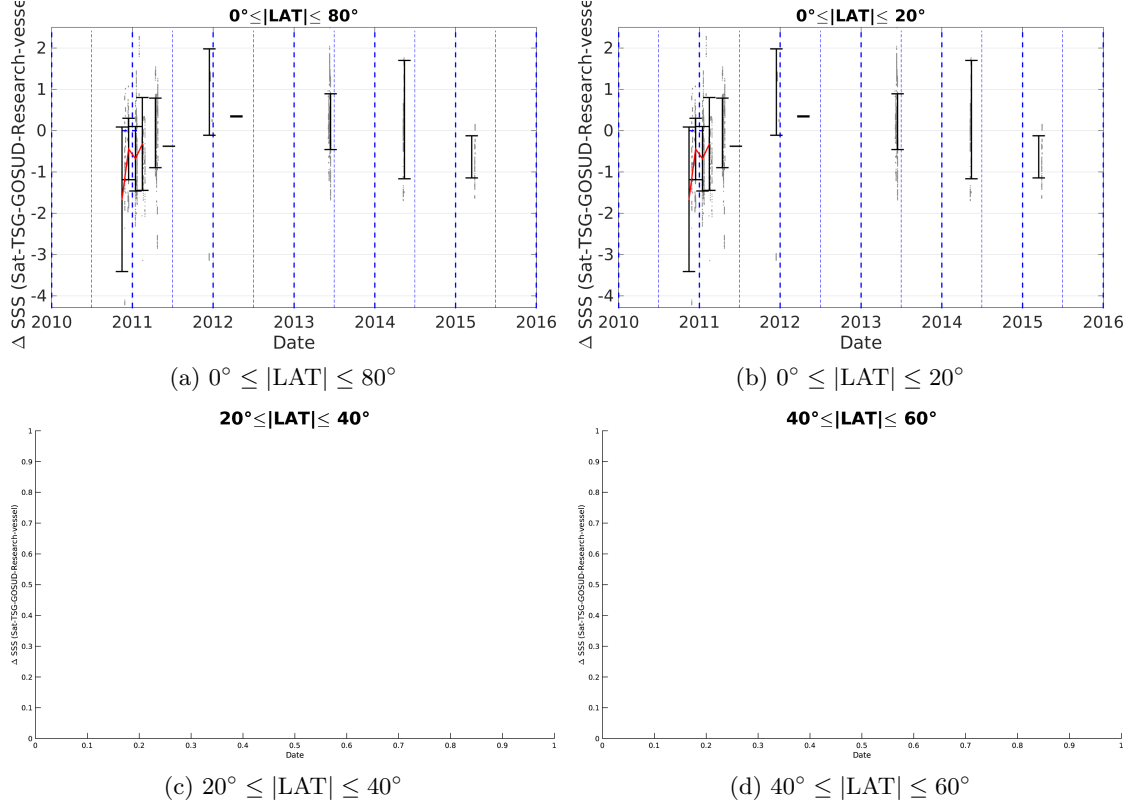 0°≤|LAT|≤ 80°
Δ SSS (Sat-TSG-GOSUD-Research-vesse
2
1
0
-1
-2
-3
-4
2010 2011 2012 2013 2014 2015 2016
Date
(a) 0° ≤ |LAT| ≤ 80°
0°≤|LAT|≤ 20°
Δ SSS (Sat-TSG-GOSUD-Research-vesse
2
1
0
-1
-2
-3
-4
2010 2011 2012 2013 2014 2015 2016
Date
(b) 0° ≤ |LAT| ≤ 20°
20°≤|LAT|≤ 40°
Δ SSS (Sat-TSG-GOSUD-Research-vessel)
1
0.9
0.8
0.7
0.6
0.5
0.4
0.3
0.2
0.1
0
0 0.1 0.2 0.3 0.4 0.5 0.6 0.7 0.8 0.9 1
Date
(c) 20° ≤ |LAT| ≤ 40°
40°≤|LAT|≤ 60°
Δ SSS (Sat-TSG-GOSUD-Research-vessel)
1
0.9
0.8
0.7
0.6
0.5
0.4
0.3
0.2
0.1
0
0 0.1 0.2 0.3 0.4 0.5 0.6 0.7 0.8 0.9 1
Date
(d) 40° ≤ |LAT| ≤ 60°